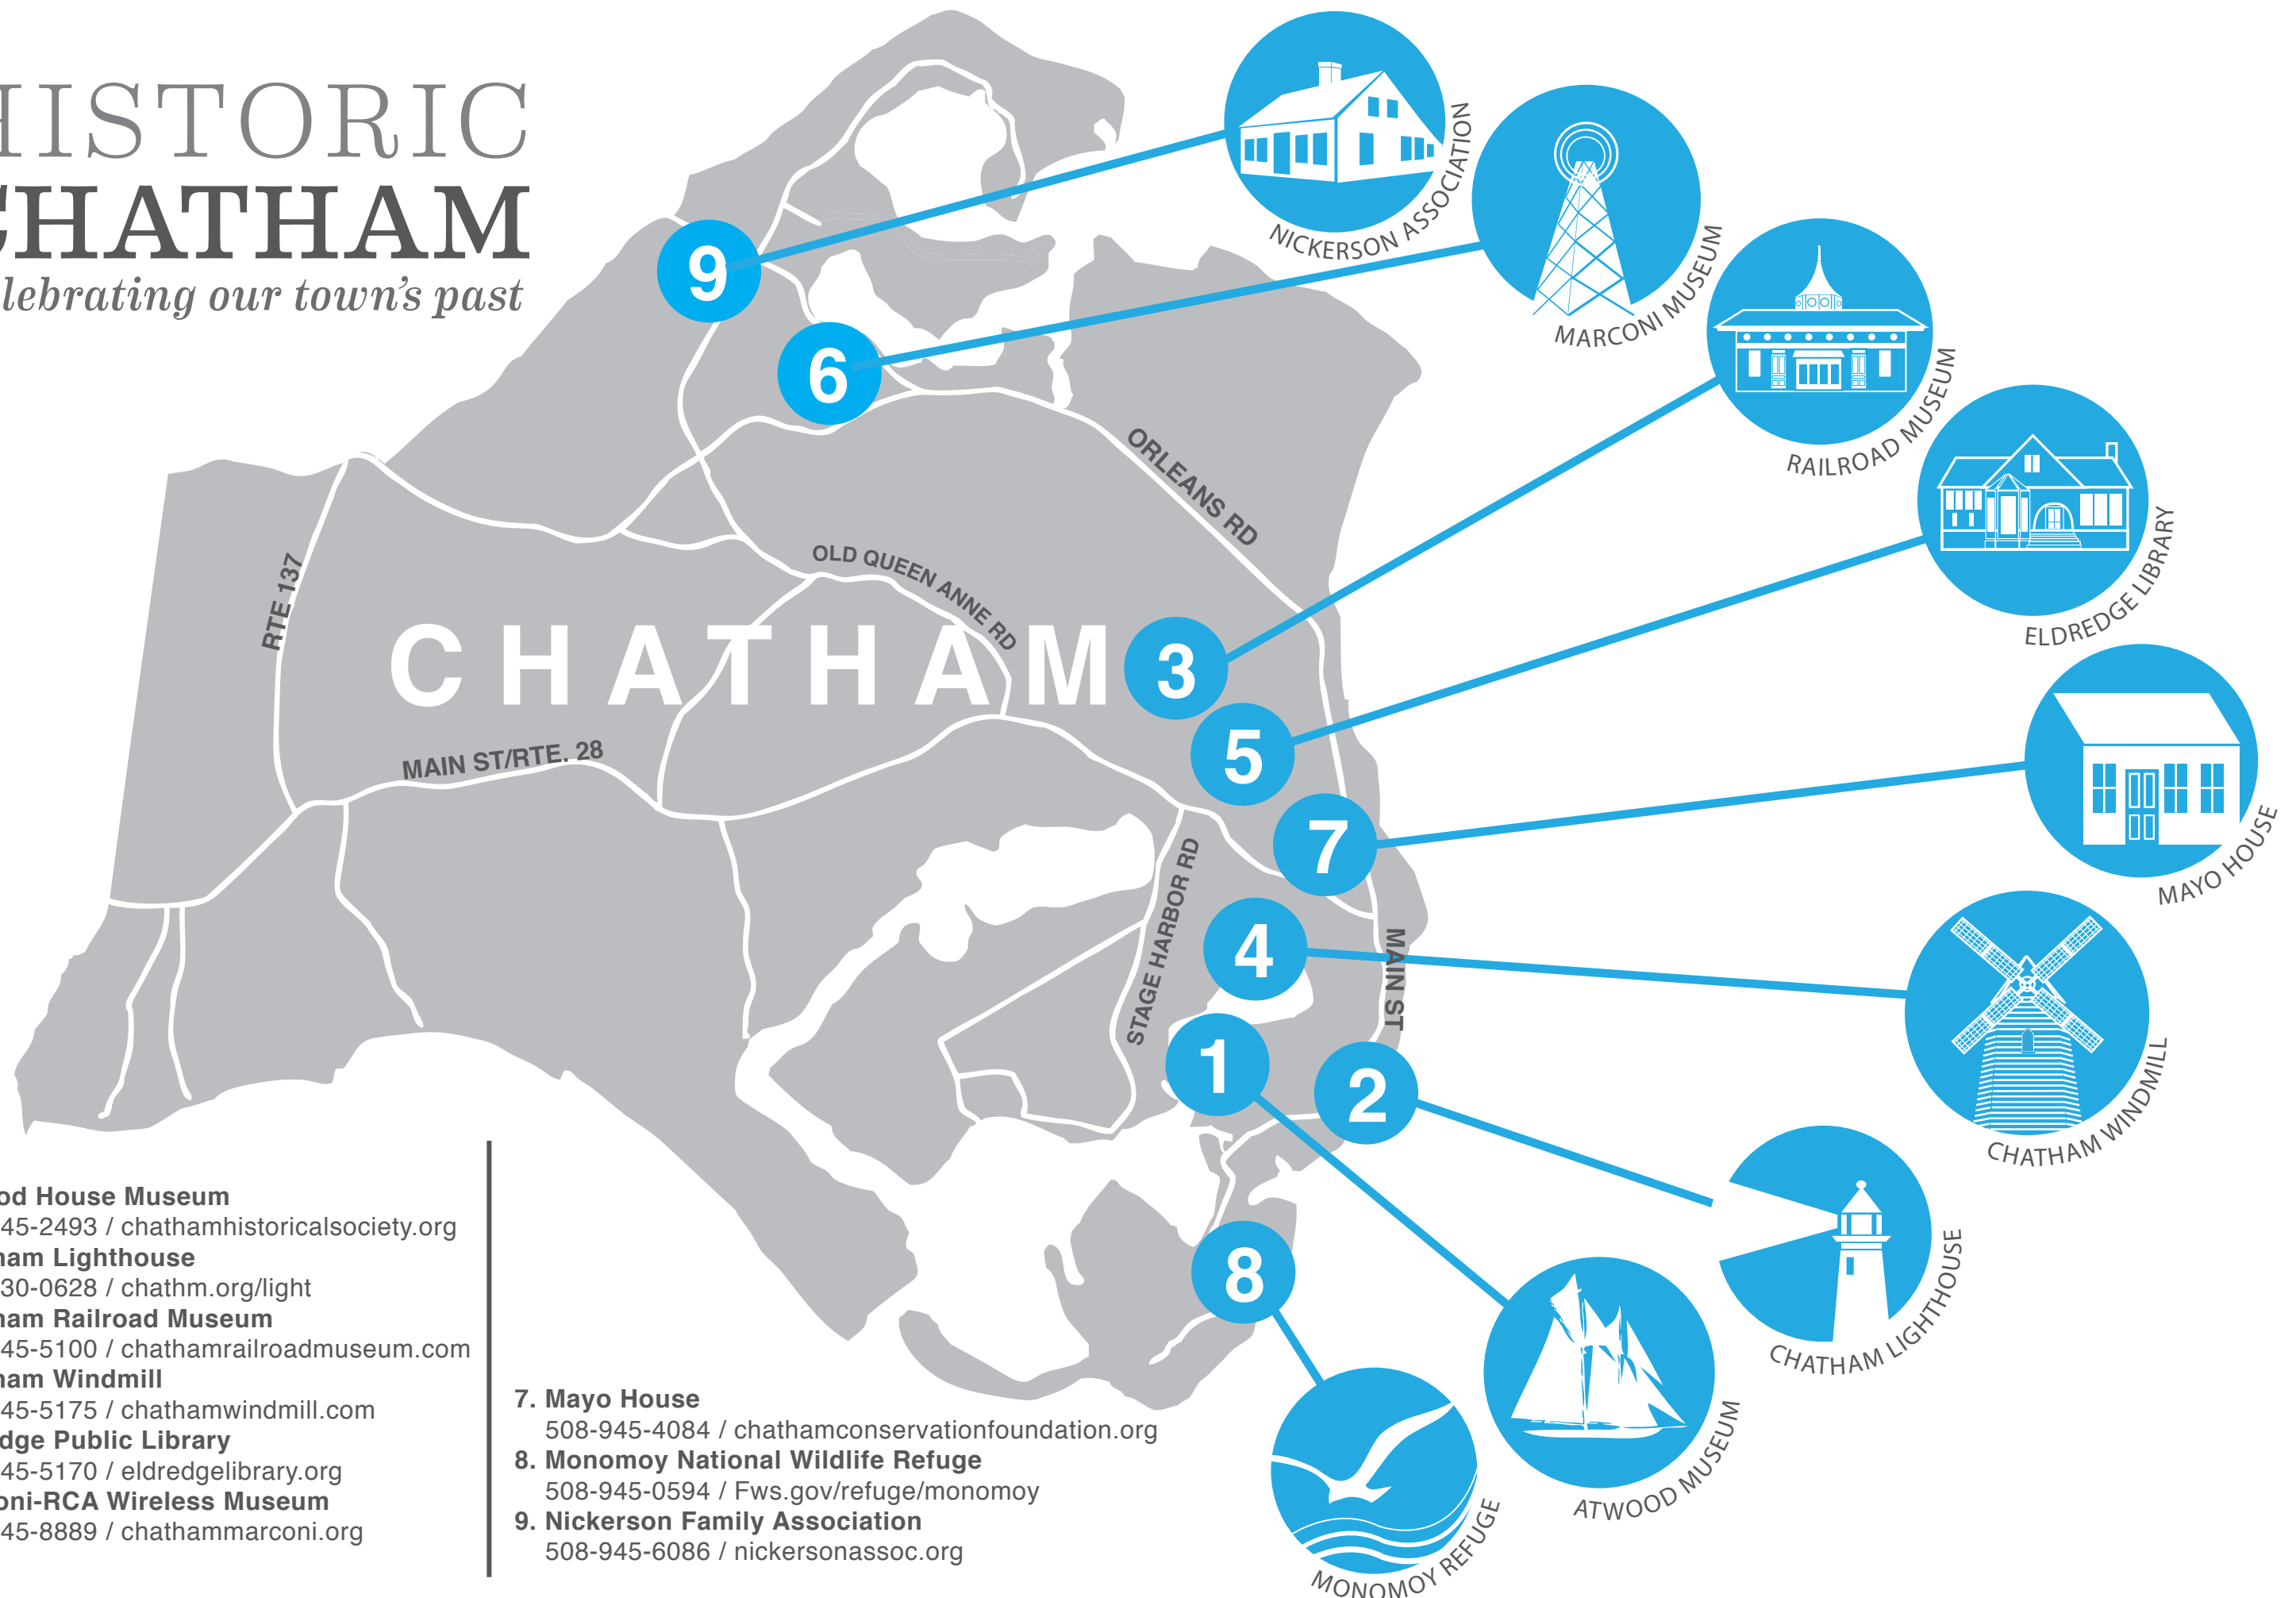 HISTORIC
CHATHAM
lebrating our town's past
NICKERSON ASSOCIATION
MARCONI MUSEUM
RAILROAD MUSEUM
ELDREDGE LIBRARY
MAYO HOUSE
CHATHAM WINDMILL
CHATHAM LIGHTHOUSE
ATWOOD MUSEUM
MONOMOY REFUGE
9
6
3
5
7
4
1
2
8
ORLEANS RD
OLD QUEEN ANNE RD
RTE 137
CHATHAM
MAIN ST/RTE. 28
STAGE HARBOR RD
MAIN ST
od House Museum
45-2493 / chathamhistoricalsociety.org
ham Lighthouse
30-0628 / chathm.org/light
ham Railroad Museum
45-5100 / chathamrailroadmuseum.com
ham Windmill
45-5175 / chathamwindmill.com
dge Public Library
45-5170 / eldredgelibrary.org
oni-RCA Wireless Museum
45-8889 / chathammarconi.org
7. Mayo House
508-945-4084 / chathamconservationfoundation.org
8. Monomoy National Wildlife Refuge
508-945-0594 / Fws.gov/refuge/monomoy
9. Nickerson Family Association
508-945-6086 / nickersonassoc.org